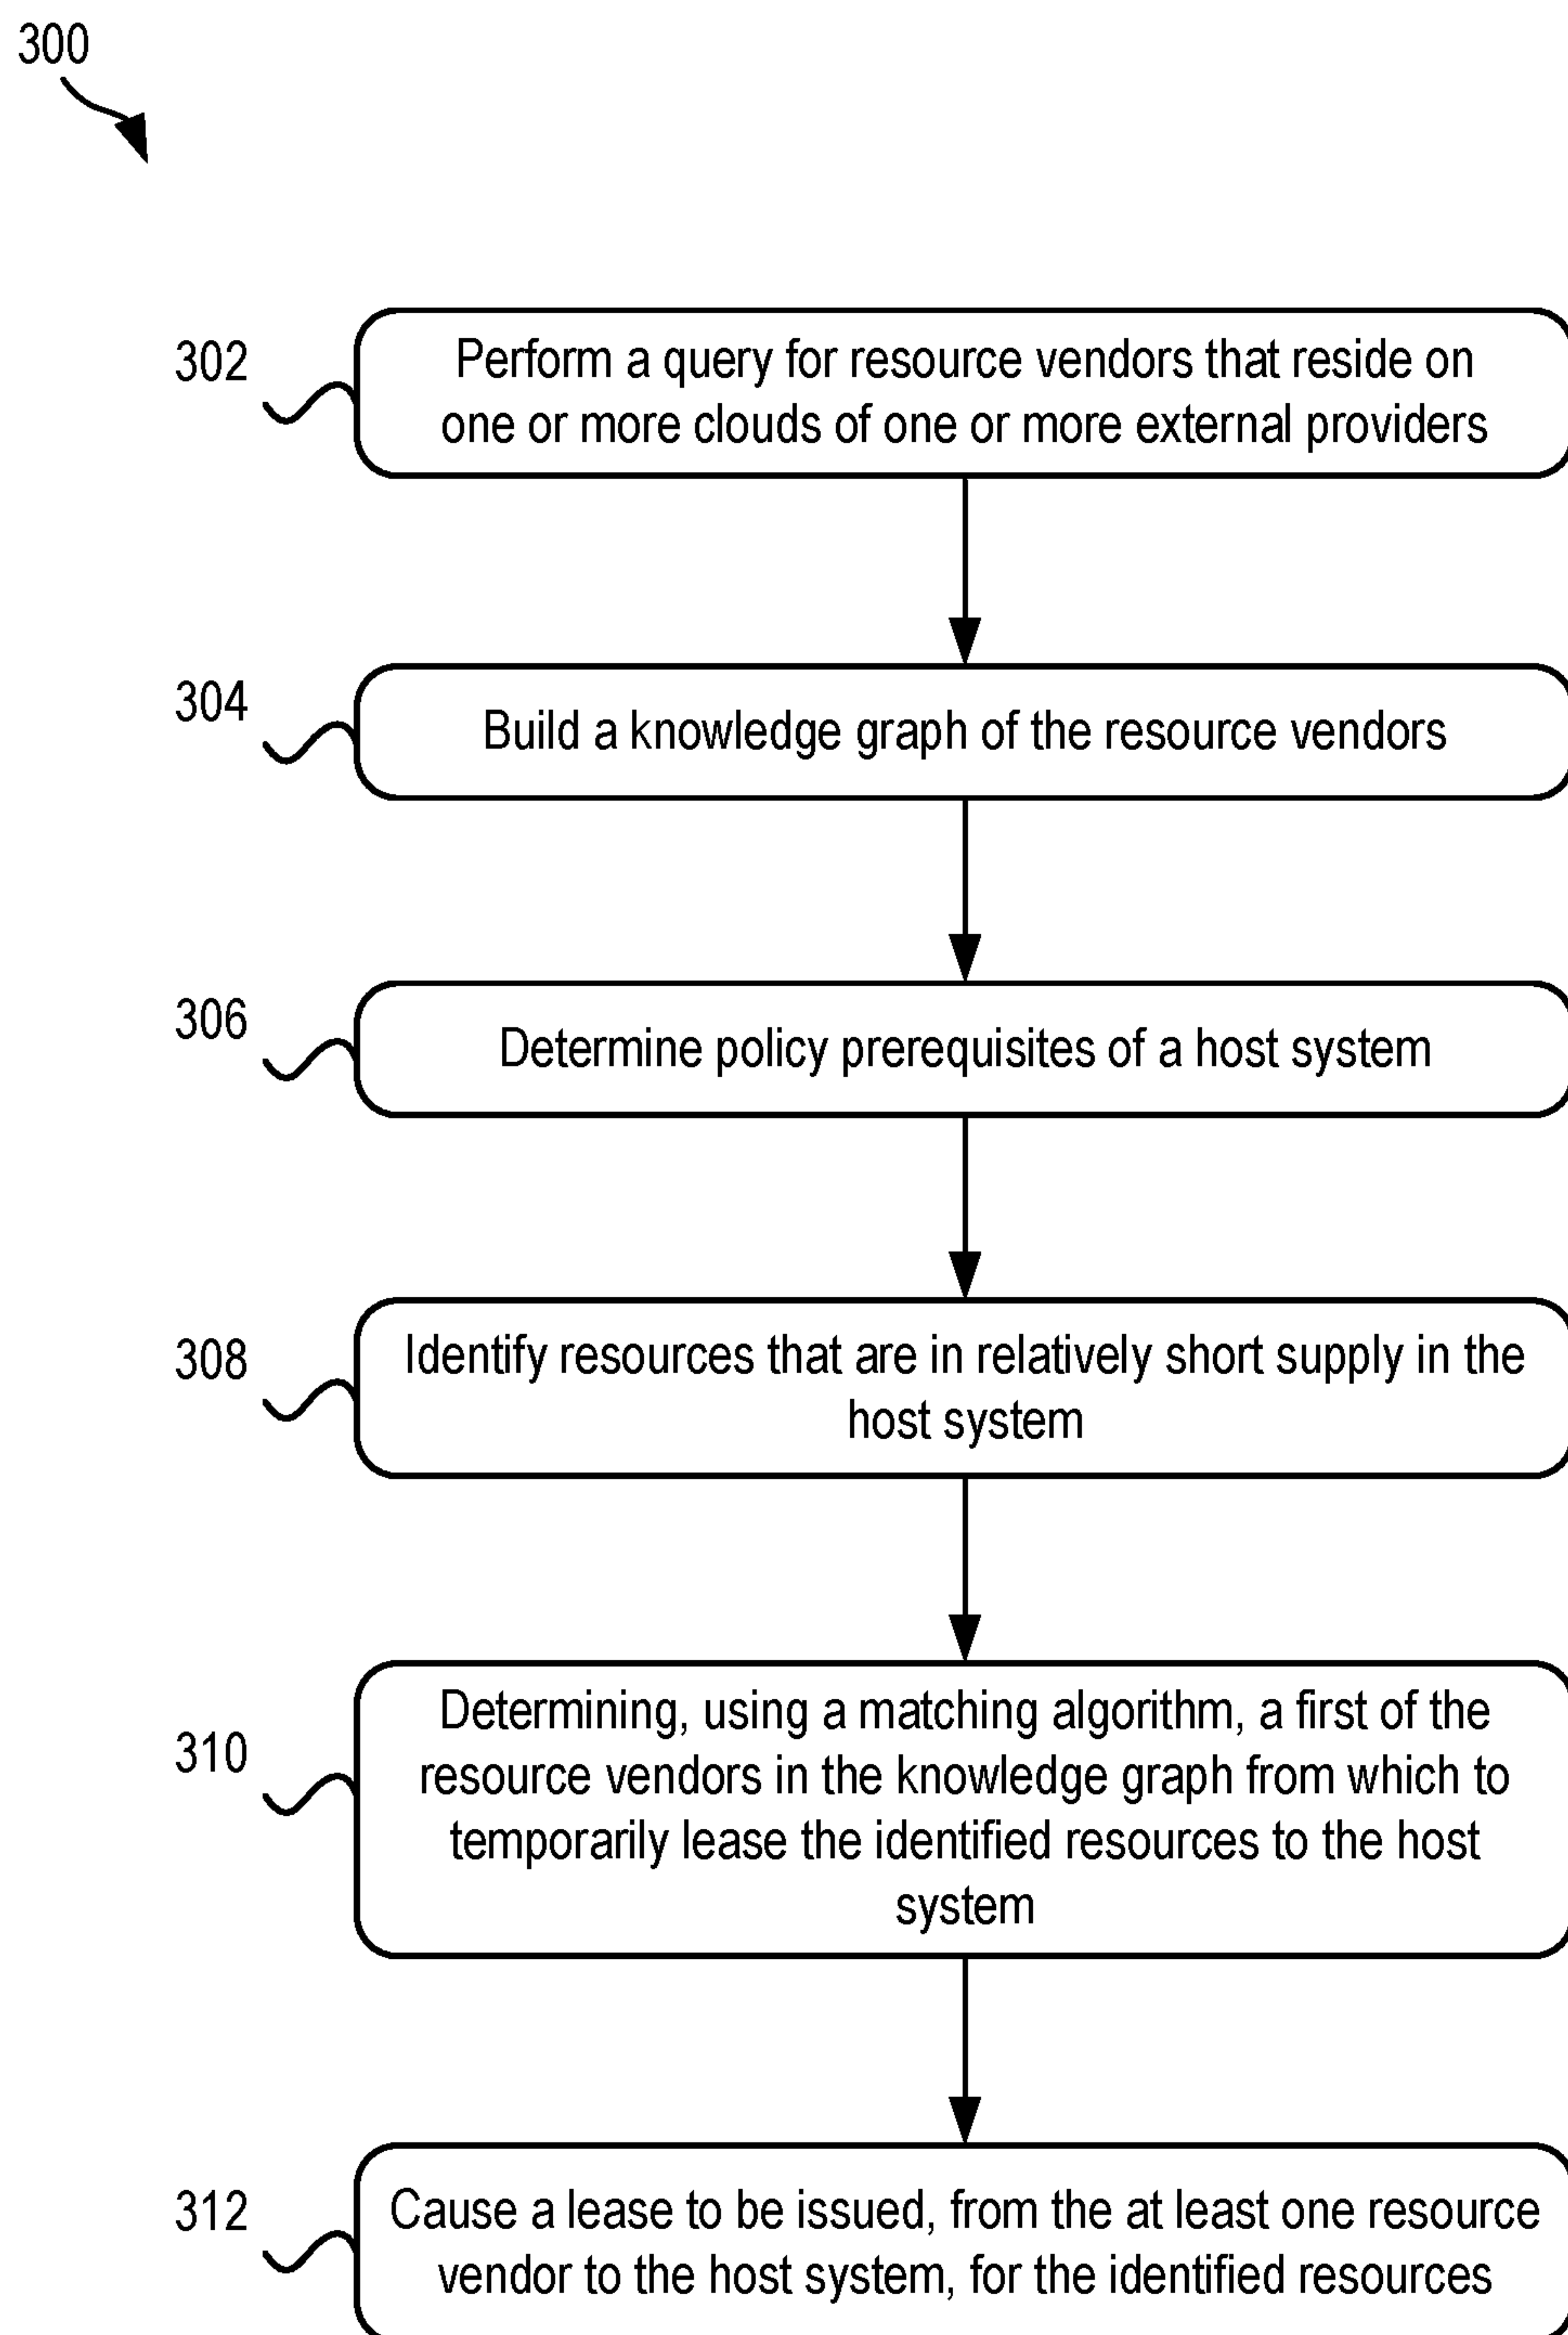 300
302
Perform a query for resource vendors that reside on
one or more clouds of one or more external providers
304
Build a knowledge graph of the resource vendors
306
Determine policy prerequisites of a host system
308
Identify resources that are in relatively short supply in the
host system
310
Determining, using a matching algorithm, a first of the
resource vendors in the knowledge graph from which to
temporarily lease the identified resources to the host
system
312
Cause a lease to be issued, from the at least one resource
vendor to the host system, for the identified resources